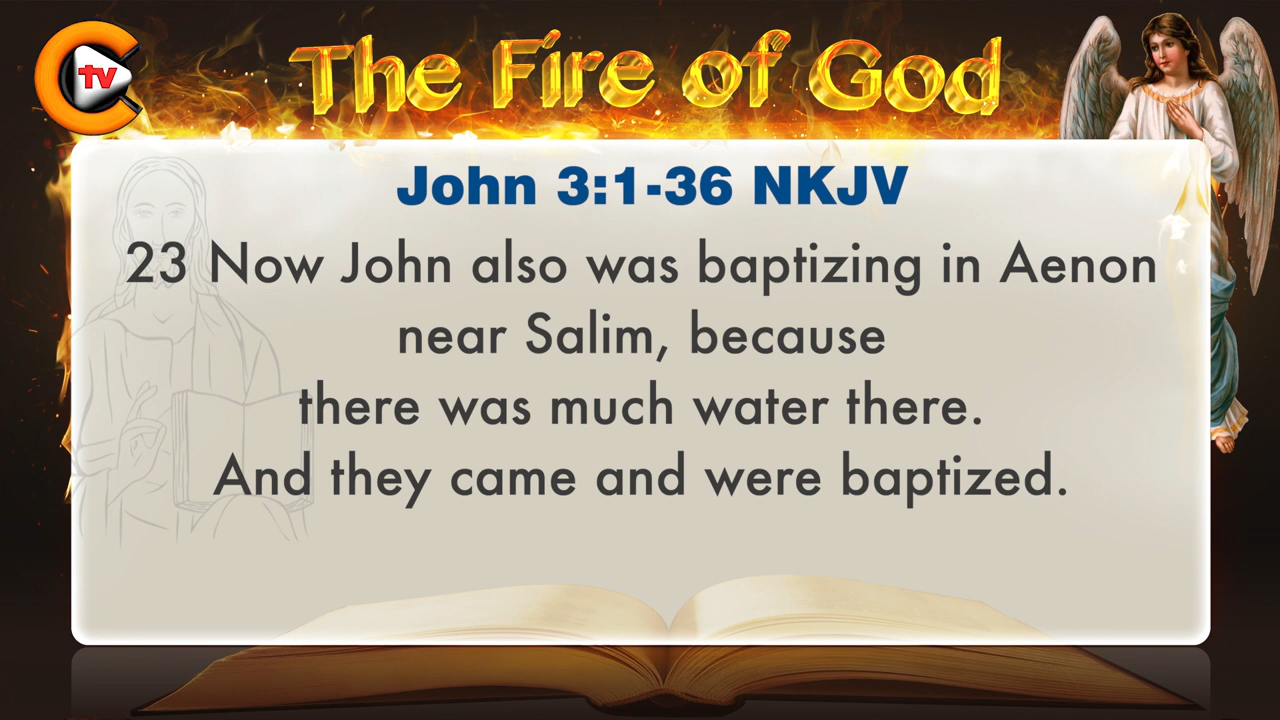 tv
The Fire of God
John 3:1-36 NKJV
23 Now John also was baptizing in Aenon
near Salim, because
there was much water there.
And they came and were baptized.